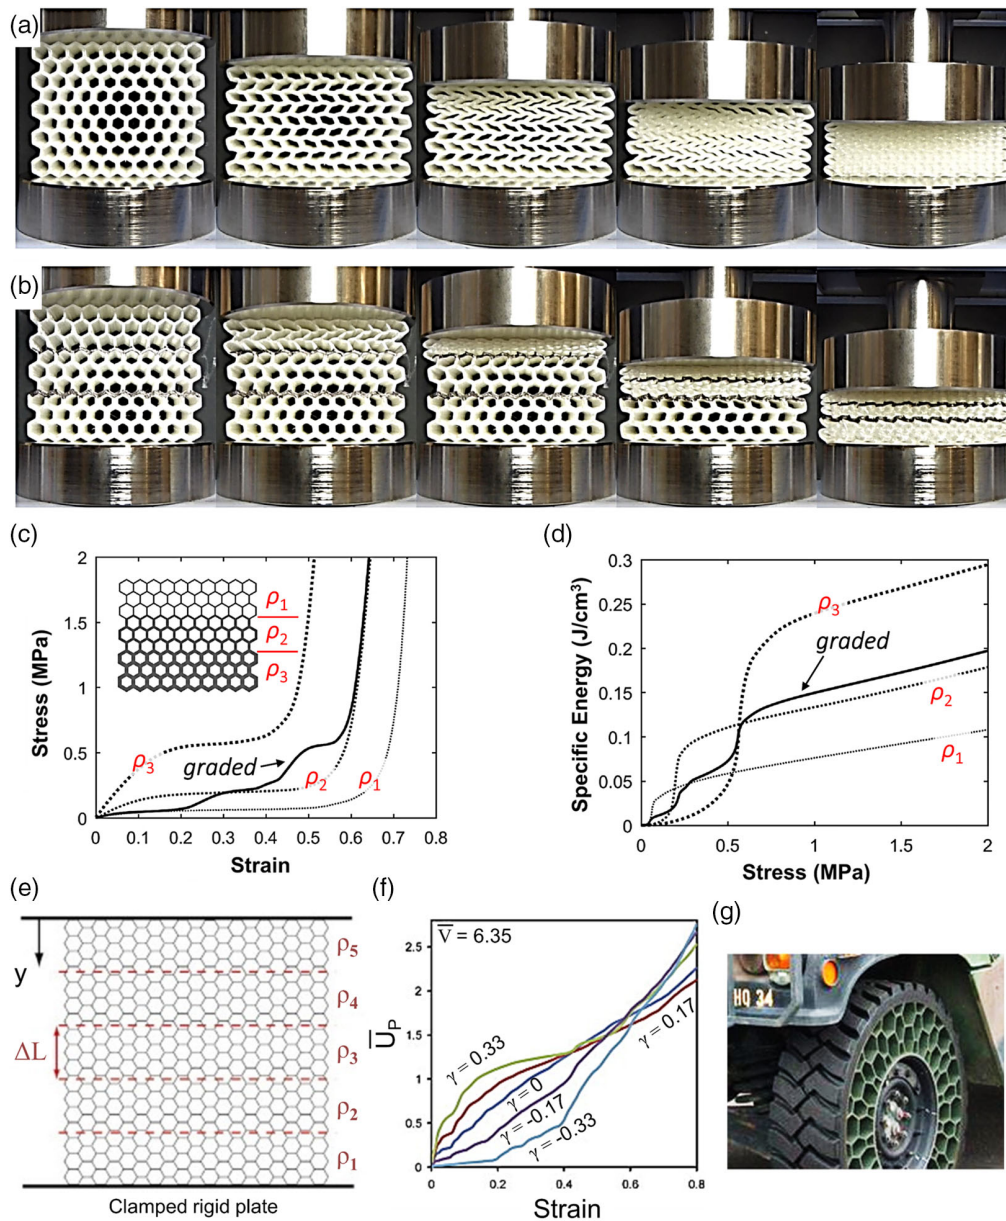 (a)
(b)
(c)
2
1.5
1
0.5
0
0
0.1
0.2
0.3
0.4
0.5
0.6
0.7
0.8
Stress (MPa)
Strain
ρ1
ρ2
ρ3
ρ3
graded
ρ2
ρ1
(d)
0.3
0.25
0.2
0.15
0.1
0.05
0
0
0.5
1
1.5
2
Specific Energy (J/cm³)
Stress (MPa)
ρ3
graded
ρ2
ρ1
(e)
y
ΔL
ρ5
ρ4
ρ3
ρ2
ρ1
Clamped rigid plate
(f)
V̅ = 6.35
2.5
2
1.5
1
0.5
0
0
0.2
0.4
0.6
0.8
U̅P
Strain
γ = 0.33
γ = 0
γ = 0.17
γ = -0.17
γ = -0.33
(g)
HQ 34